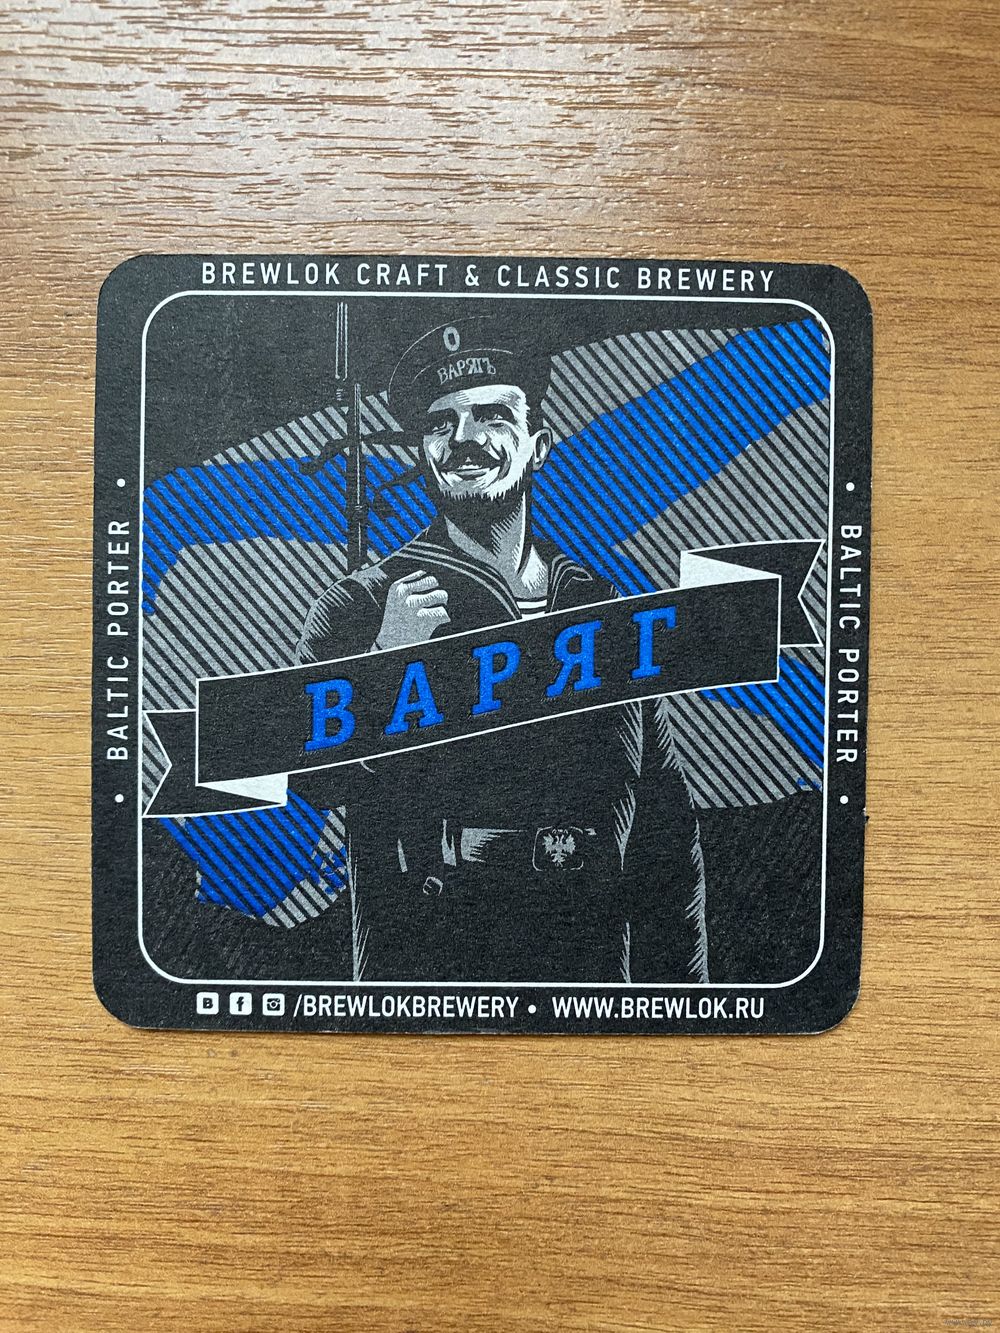 BREWLOK CRAFT & CLASSIC BREWERY
ВАРЯГЪ
• BALTIC PORTER •
ВАРЯГ
• BALTIC PORTER •
/BREWLOKBREWERY • WWW.BREWLOK.RU